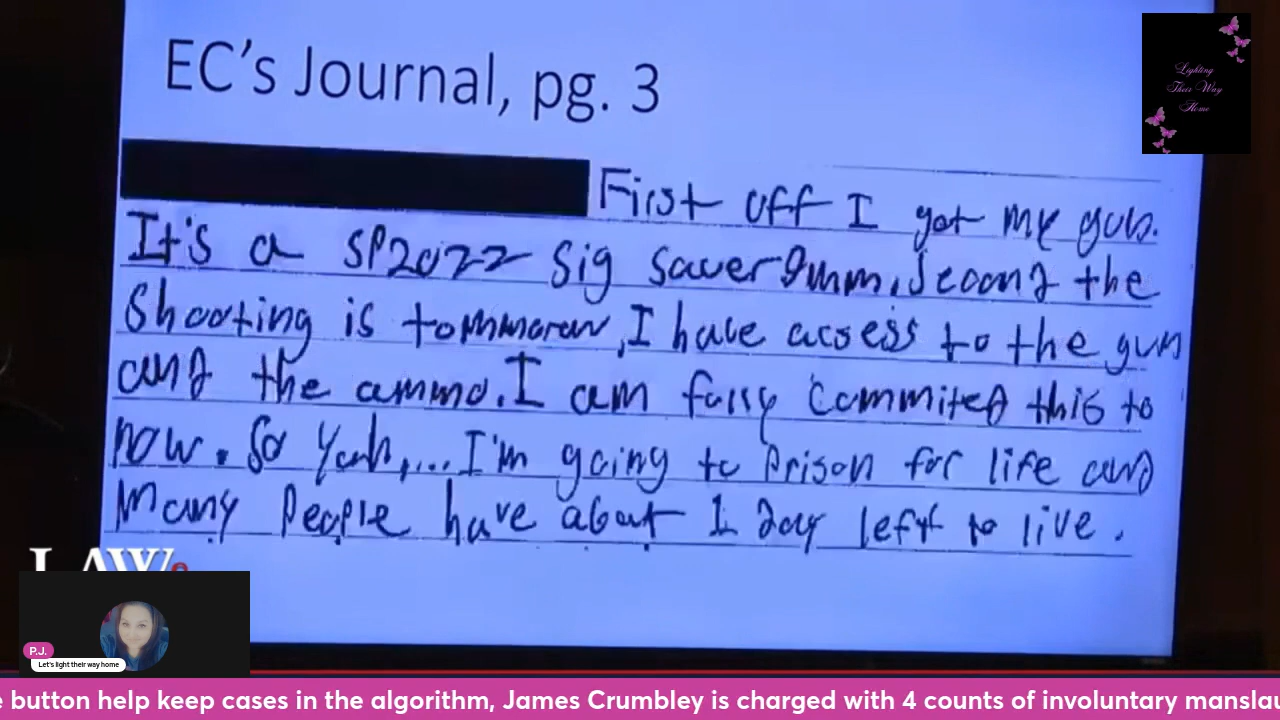 EC's Journal, pg. 3
Lighting
Their Way
Home
First off I got my gun.
It's a SP2022 Sig Sauer 9mm. Second the
Shooting is tommorow, I have access to the gun
and the ammo. I am fully commited this to
now. So Yeah,... I'm going to Prison for life and
many People have about 1 day left to live.
LAW
P.J.
Let's light their way home
e button help keep cases in the algorithm, James Crumbley is charged with 4 counts of involuntary manslau